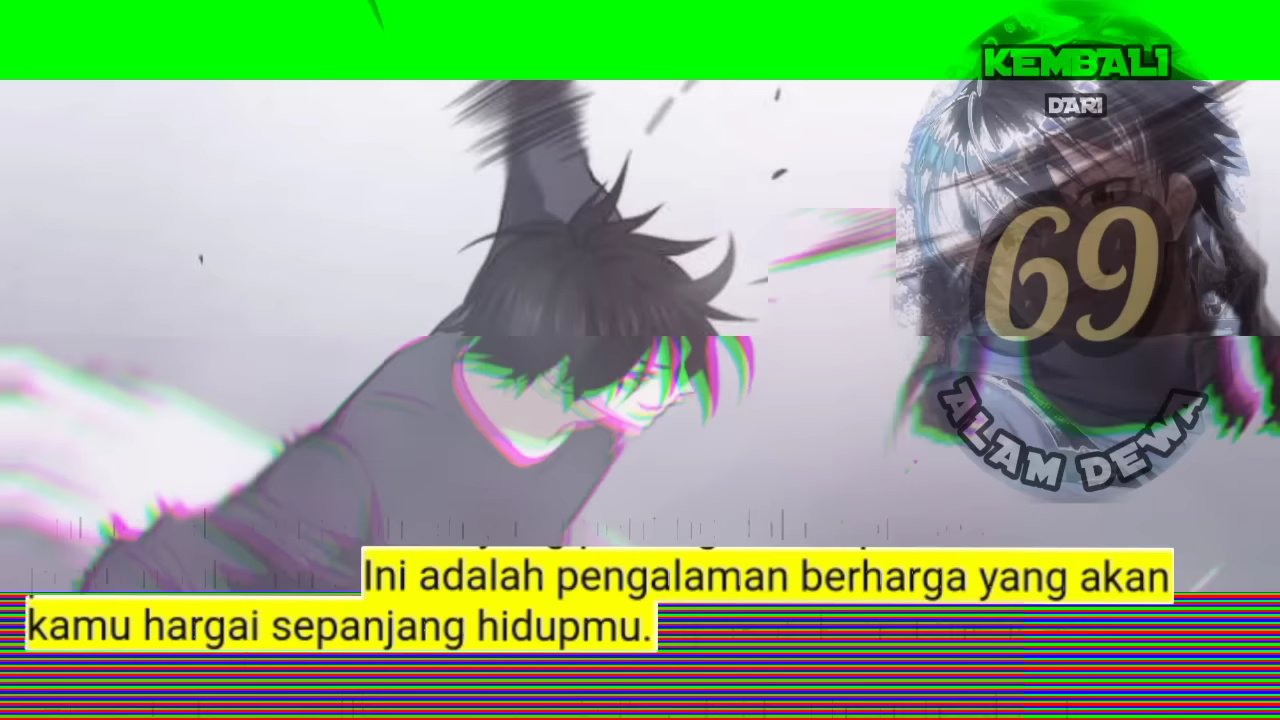 KEMBALI
DARI
69
ALAM DEWA
Ini adalah pengalaman berharga yang akan
kamu hargai sepanjang hidupmu.